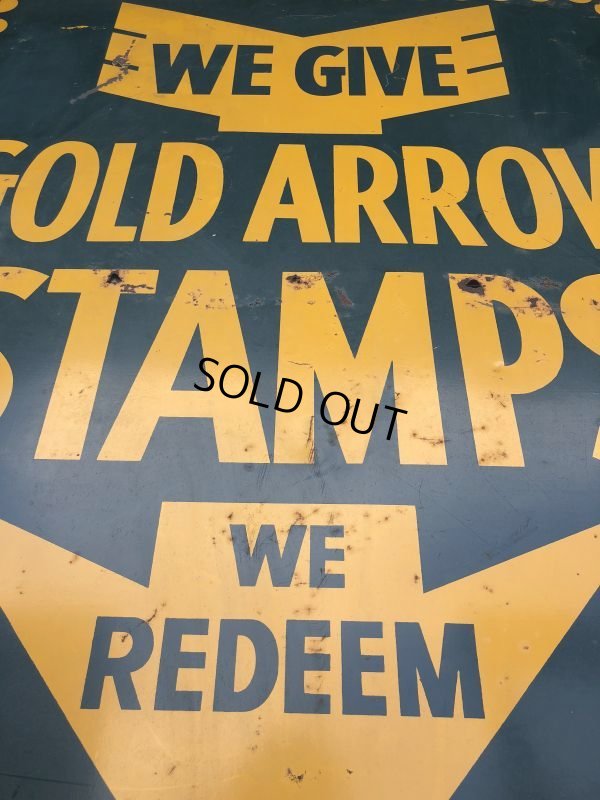 WE GIVE
GOLD ARROW
STAMPS
SOLD OUT
WE
REDEEM